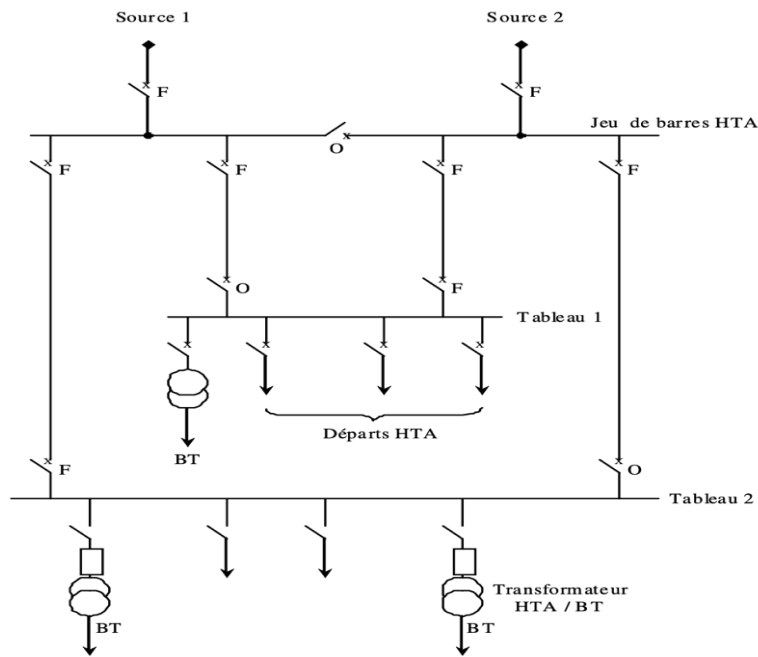 Source 1
Source 2
F
F
Jeu de barres HTA
O
F
F
F
F
O
F
Tableau 1
Départs HTA
BT
F
O
Tableau 2
Transformateur
HTA / BT
BT
BT